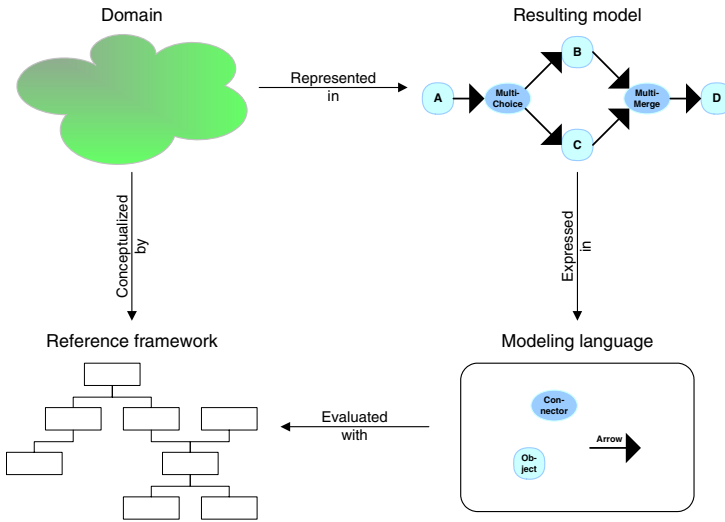 Domain
Resulting model
Represented
in
A
Multi-
Choice
B
C
Multi-
Merge
D
Conceptualized
by
Expressed
in
Reference framework
Modeling language
Evaluated
with
Con-
nector
Arrow
Ob-
ject